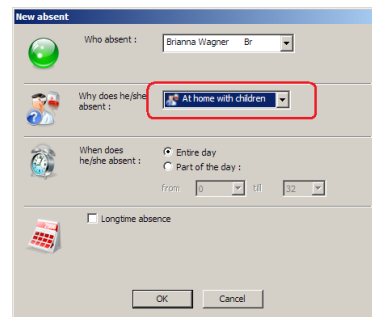 New absent
Who absent : Brianna Wagner Br
Why does he/she absent : At home with children
When does he/she absent : Entire day
Part of the day :
from 0 till 32
Longtime absence
OK Cancel